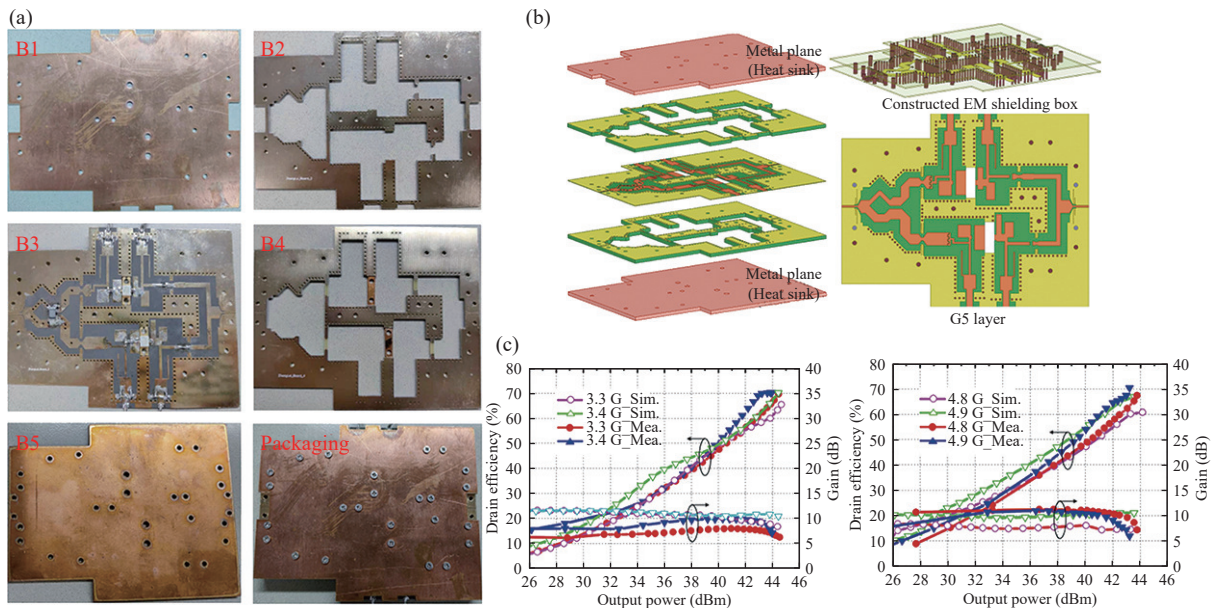 (a)
B1
B2
B3
B4
B5
Packaging
(b)
Metal plane
(Heat sink)
Metal plane
(Heat sink)
Constructed EM shielding box
G5 layer
(c)
Drain efficiency (%)
80
70
60
50
40
30
20
10
0
3.3 G_Sim.
3.4 G_Sim.
3.3 G_Mea.
3.4 G_Mea.
40
35
30
25
20
15
10
5
0
Gain (dB)
26 28 30 32 34 36 38 40 42 44 46
Output power (dBm)
Drain efficiency (%)
80
70
60
50
40
30
20
10
0
4.8 G_Sim.
4.9 G_Sim.
4.8 G_Mea.
4.9 G_Mea.
40
35
30
25
20
15
10
5
0
Gain (dB)
26 28 30 32 34 36 38 40 42 44 46
Output power (dBm)